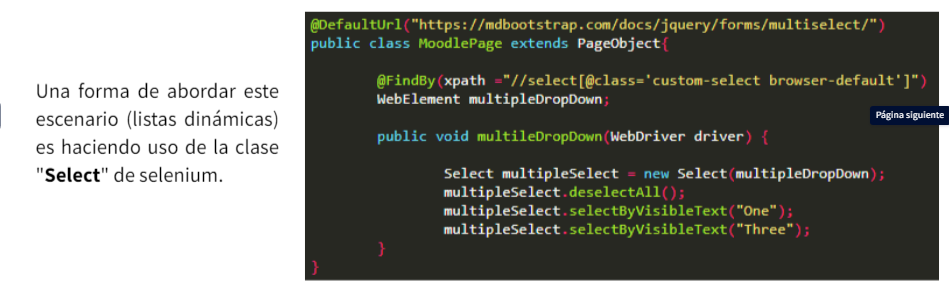 Una forma de abordar este
escenario (listas dinámicas)
es haciendo uso de la clase
"Select" de selenium.
@DefaultUrl("https://mdbootstrap.com/docs/jquery/forms/multiselect/")
public class MoodlePage extends PageObject{
@FindBy(xpath ="//select[@class='custom-select browser-default']")
WebElement multipleDropDown;
public void multileDropDown(WebDriver driver) {
Select multipleSelect = new Select(multipleDropDown);
multipleSelect.deselectAll();
multipleSelect.selectByVisibleText("One");
multipleSelect.selectByVisibleText("Three");
}
}
Página siguiente